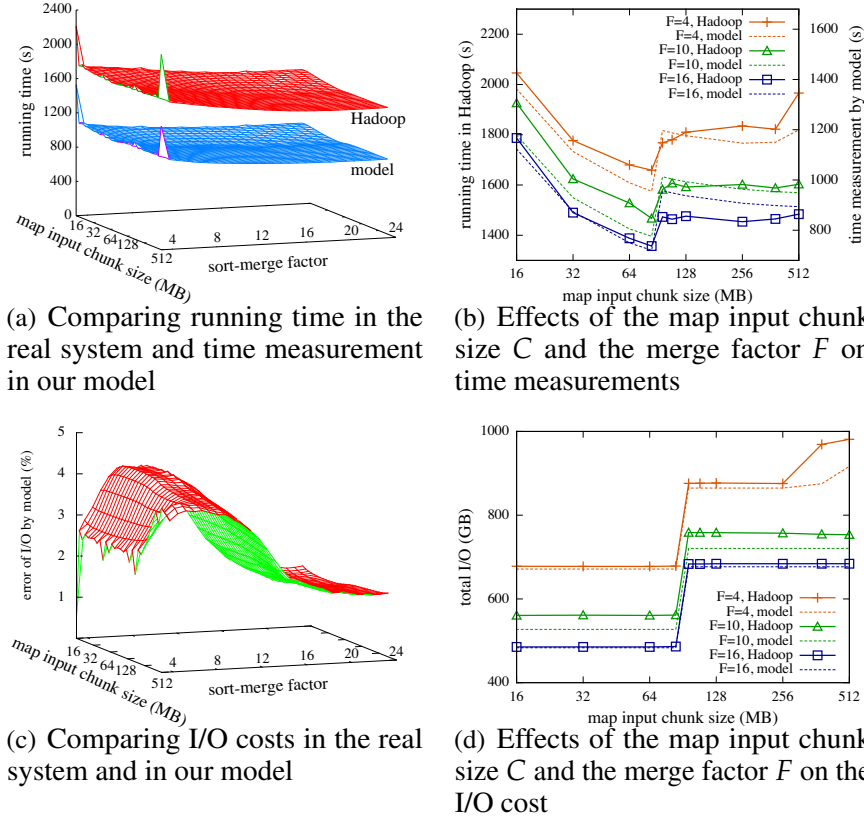 2400
2000
1600
1200
800
400
0
running time (s)
Hadoop
model
16
32
64
128
512
map input chunk size (MB)
4 8 12 16 20 24
sort-merge factor
(a) Comparing running time in the
real system and time measurement
in our model
2200
2000
1800
1600
1400
running time in Hadoop (s)
1600
1400
1200
1000
800
time measurement by model (s)
F=4, Hadoop
F=4, model
F=10, Hadoop
F=10, model
F=16, Hadoop
F=16, model
16 32 64 128 256 512
map input chunk size (MB)
(b) Effects of the map input chunk
size C and the merge factor F on
time measurements
5
4
3
2
1
error of I/O by model (%)
16
32
64
128
512
map input chunk size (MB)
4 8 12 16 20 24
sort-merge factor
(c) Comparing I/O costs in the real
system and in our model
1000
800
600
400
total I/O (GB)
F=4, Hadoop
F=4, model
F=10, Hadoop
F=10, model
F=16, Hadoop
F=16, model
16 32 64 128 256 512
map input chunk size (MB)
(d) Effects of the map input chunk
size C and the merge factor F on the
I/O cost